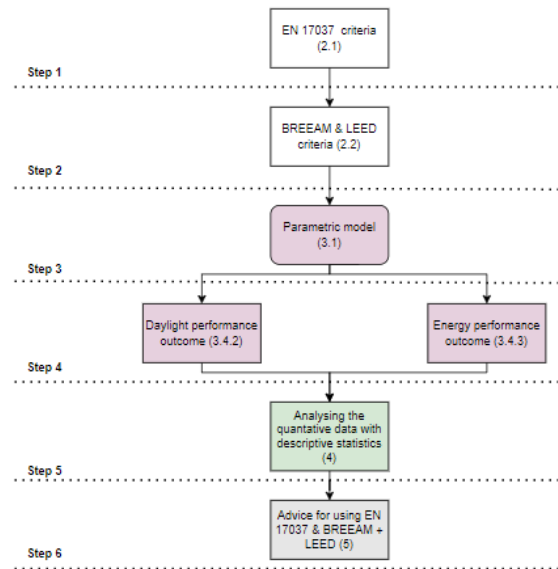 EN 17037 criteria
(2.1)
Step 1
BREEAM & LEED
criteria (2.2)
Step 2
Parametric model
(3.1)
Step 3
Daylight performance
outcome (3.4.2)
Energy performance
outcome (3.4.3)
Step 4
Analysing the
quantative data with
descriptive statistics
(4)
Step 5
Advice for using EN
17037 & BREEAM +
LEED (5)
Step 6